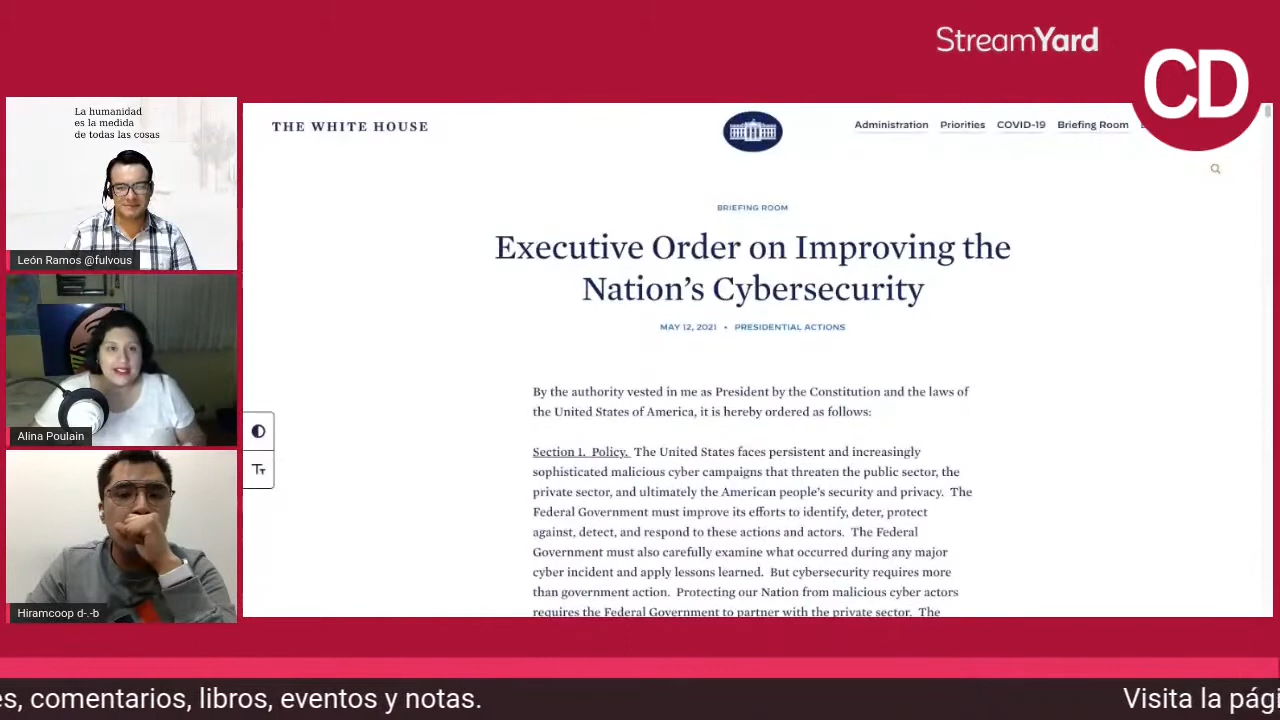 StreamYard
CD
La humanidad
es la medida
de todas las cosas
León Ramos @fulvous
Alina Poulain
Hiramcoop d-.-b
THE WHITE HOUSE
Administration Priorities COVID-19 Briefing Room
BRIEFING ROOM
Executive Order on Improving the
Nation’s Cybersecurity
MAY 12, 2021 • PRESIDENTIAL ACTIONS
By the authority vested in me as President by the Constitution and the laws of
the United States of America, it is hereby ordered as follows:
Section 1. Policy. The United States faces persistent and increasingly
sophisticated malicious cyber campaigns that threaten the public sector, the
private sector, and ultimately the American people’s security and privacy. The
Federal Government must improve its efforts to identify, deter, protect
against, detect, and respond to these actions and actors. The Federal
Government must also carefully examine what occurred during any major
cyber incident and apply lessons learned. But cybersecurity requires more
than government action. Protecting our Nation from malicious cyber actors
requires the Federal Government to partner with the private sector. The
Tт
es, comentarios, libros, eventos y notas. Visita la pági